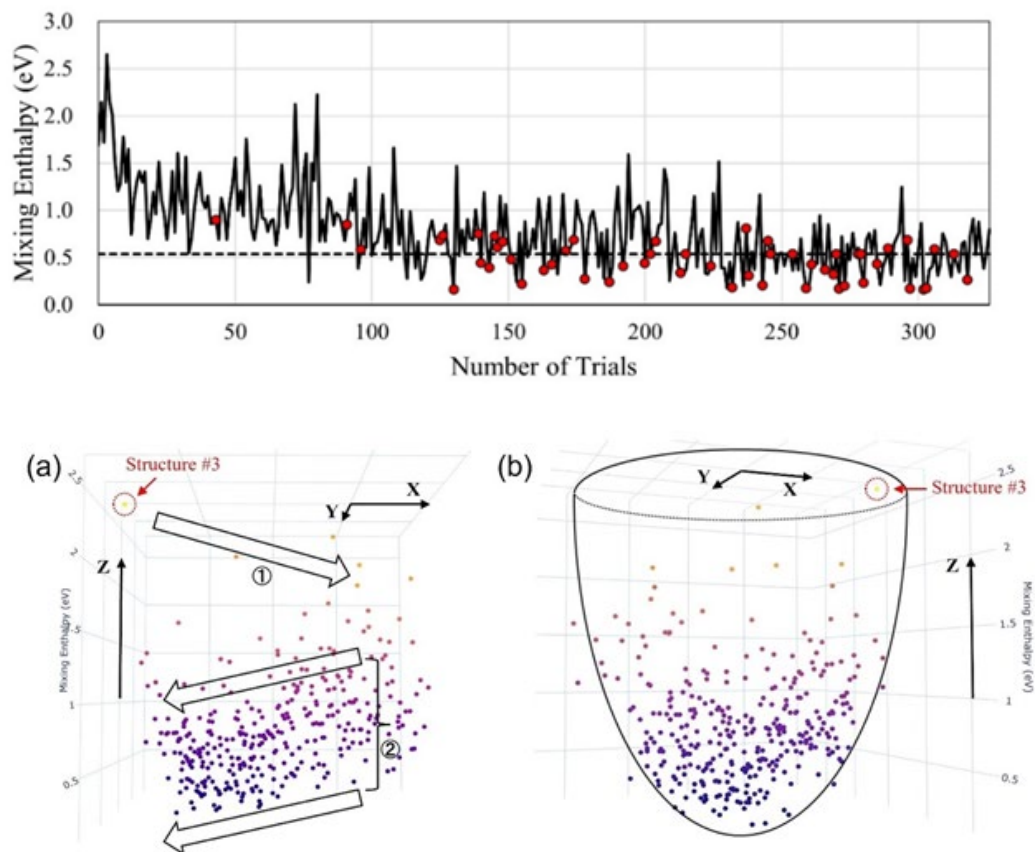 3.0
2.5
2.0
1.5
1.0
0.5
0.0
Mixing Enthalpy (eV)
0 50 100 150 200 250 300
Number of Trials
(a)
Structure #3
X
Y
Z
①
②
2.5
2
1.5
1
0.5
Mixing Enthalpy (eV)
(b)
Y
X
Structure #3
Z
2.5
2
1.5
1
0.5
Mixing Enthalpy (eV)